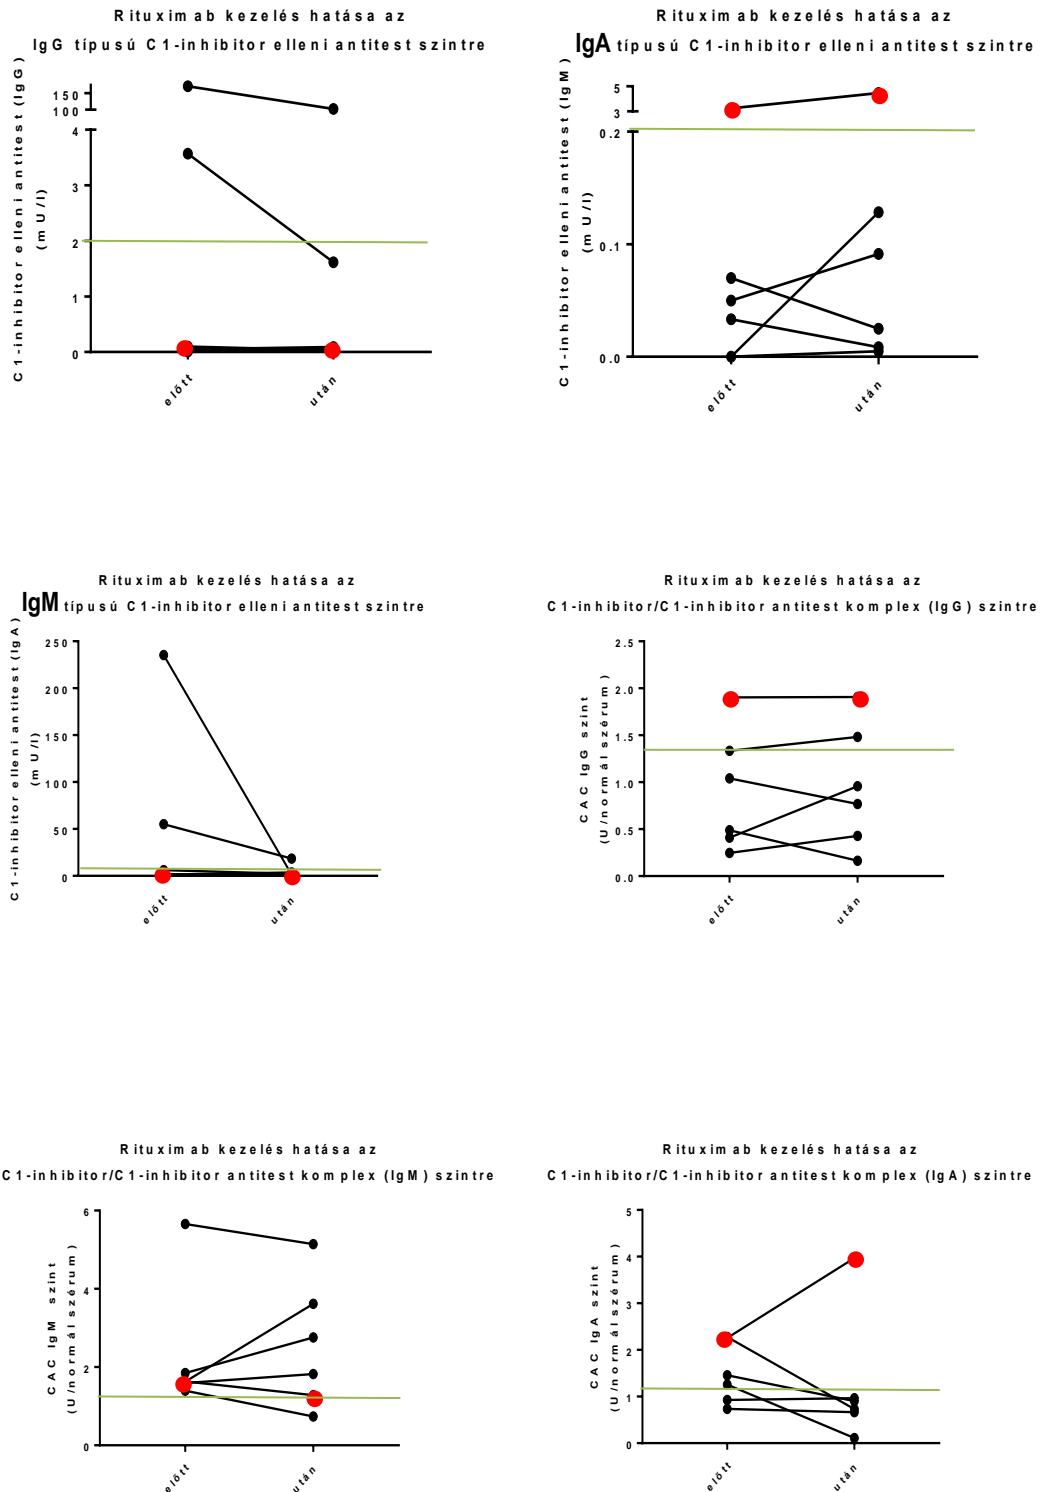 Rituximab kezelés hatása az
IgG típusú C1-inhibitor elleni antitest szintre
C1-inhibitor elleni antitest (IgG)
(mU/l)
150
100
4
3
2
1
0
előtt
után
Rituximab kezelés hatása az
IgA típusú C1-inhibitor elleni antitest szintre
C1-inhibitor elleni antitest (IgM)
(mU/l)
5
3
0.2
0.1
0.0
előtt
után
Rituximab kezelés hatása az
IgM típusú C1-inhibitor elleni antitest szintre
C1-inhibitor elleni antitest (IgA)
(mU/l)
250
200
150
100
50
0
előtt
után
Rituximab kezelés hatása az
C1-inhibitor/C1-inhibitor antitest komplex (IgG) szintre
CAC IgG szint
(U/normál szérum)
2.5
2.0
1.5
1.0
0.5
0.0
előtt
után
Rituximab kezelés hatása az
C1-inhibitor/C1-inhibitor antitest komplex (IgM) szintre
CAC IgM szint
(U/normál szérum)
6
4
2
0
előtt
után
Rituximab kezelés hatása az
C1-inhibitor/C1-inhibitor antitest komplex (IgA) szintre
CAC IgA szint
(U/normál szérum)
5
4
3
2
1
0
előtt
után